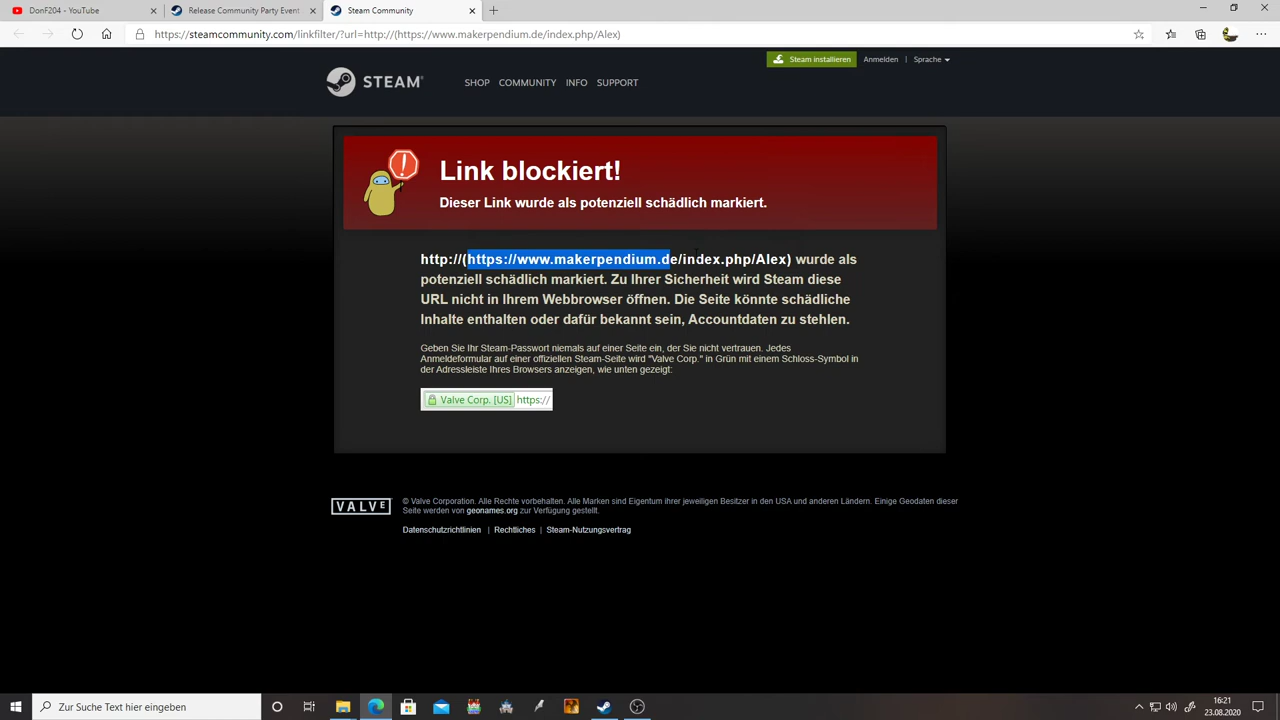 DonF204 - YouTube
Release Community Party Event
Steam Community
https://steamcommunity.com/linkfilter/?url=http://(https://www.makerpendium.de/index.php/Alex)
Steam installieren
Anmelden | Sprache
STEAM
SHOP COMMUNITY INFO SUPPORT
Link blockiert!
Dieser Link wurde als potenziell schädlich markiert.
http://(https://www.makerpendium.de/index.php/Alex) wurde als
potenziell schädlich markiert. Zu Ihrer Sicherheit wird Steam diese
URL nicht in Ihrem Webbrowser öffnen. Die Seite könnte schädliche
Inhalte enthalten oder dafür bekannt sein, Accountdaten zu stehlen.
Geben Sie Ihr Steam-Passwort niemals auf einer Seite ein, der Sie nicht vertrauen. Jedes
Anmeldeformular auf einer offiziellen Steam-Seite wird "Valve Corp." in Grün mit einem Schloss-Symbol in
der Adressleiste Ihres Browsers anzeigen, wie unten gezeigt:
Valve Corp. [US] https://
VALVE
© Valve Corporation. Alle Rechte vorbehalten. Alle Marken sind Eigentum ihrer jeweiligen Besitzer in den USA und anderen Ländern. Einige Geodaten dieser
Seite werden von geonames.org zur Verfügung gestellt.
Datenschutzrichtlinien | Rechtliches | Steam-Nutzungsvertrag
Zur Suche Text hier eingeben
16:21
23.08.2020